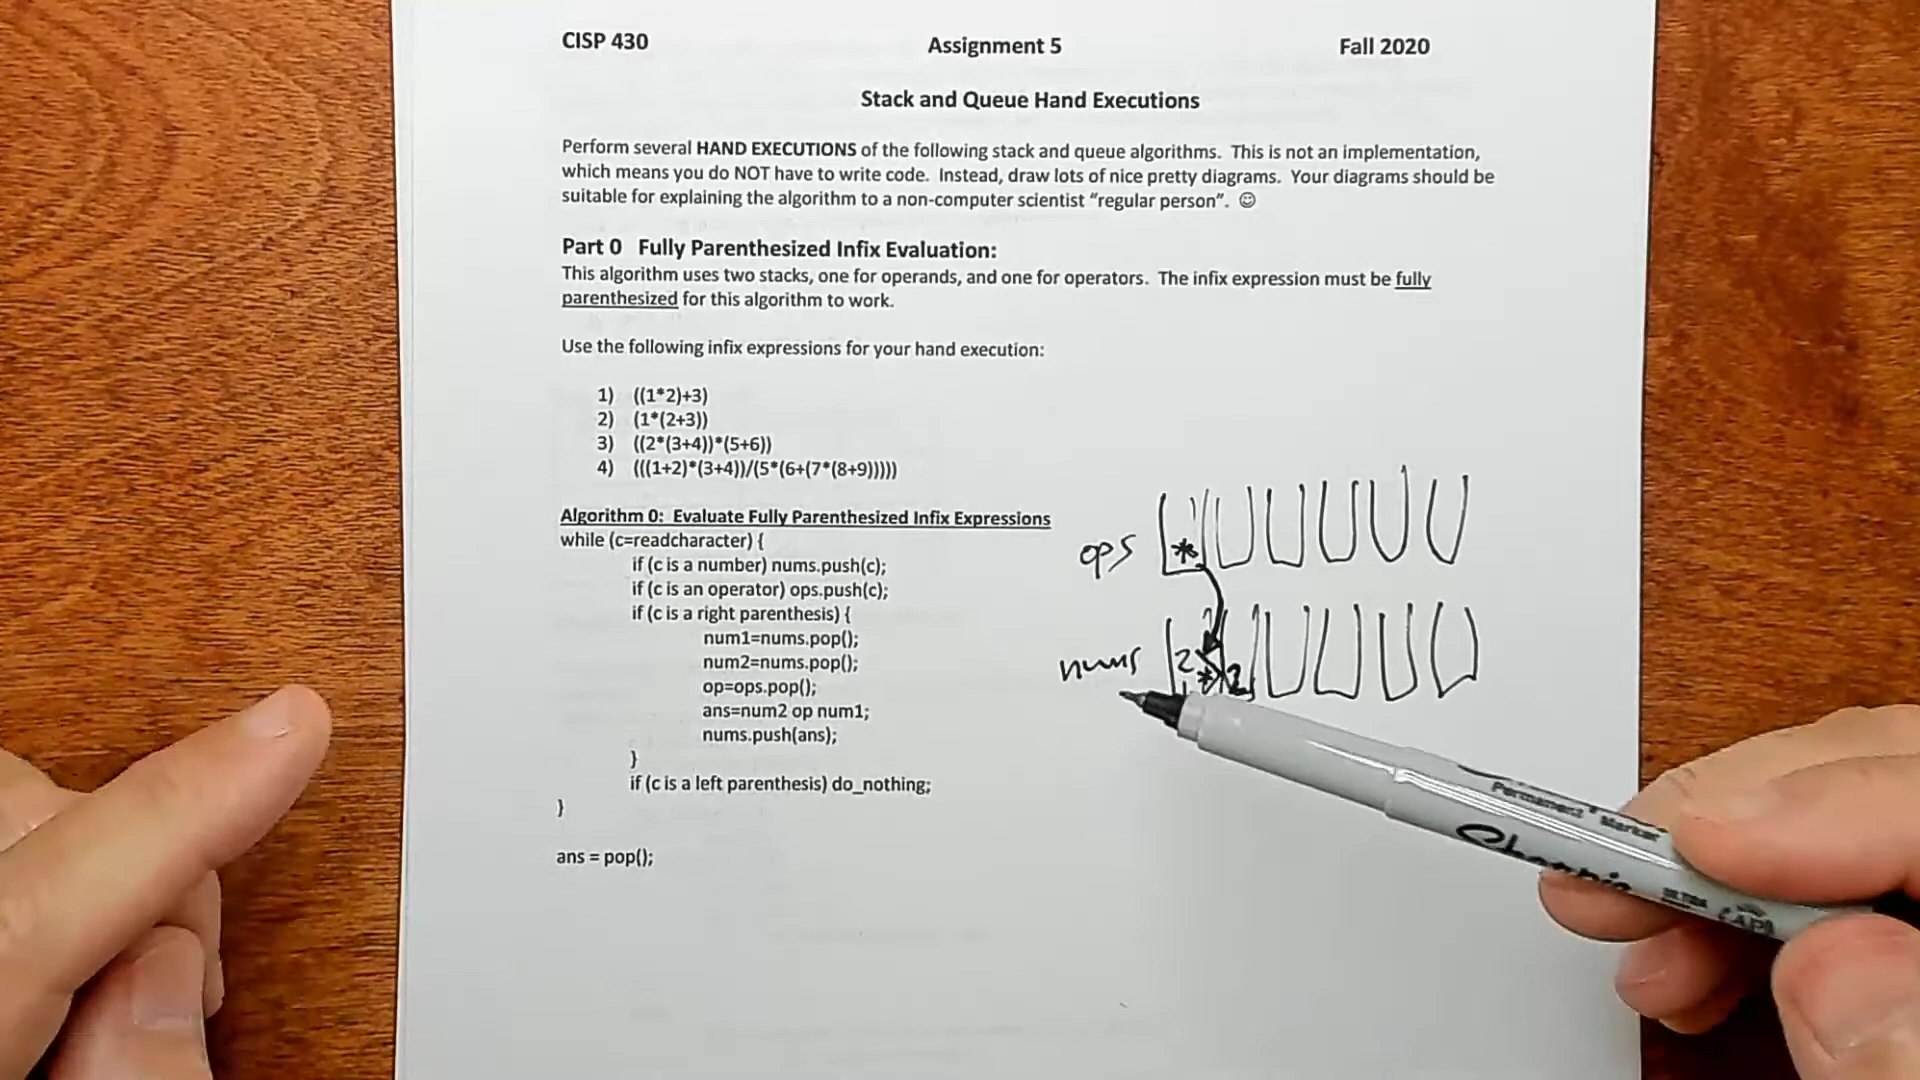 CISP 430 Assignment 5 Fall 2020
Stack and Queue Hand Executions
Perform several HAND EXECUTIONS of the following stack and queue algorithms. This is not an implementation,
which means you do NOT have to write code. Instead, draw lots of nice pretty diagrams. Your diagrams should be
suitable for explaining the algorithm to a non-computer scientist “regular person”. ☺
Part 0 Fully Parenthesized Infix Evaluation:
This algorithm uses two stacks, one for operands, and one for operators. The infix expression must be fully
parenthesized for this algorithm to work.
Use the following infix expressions for your hand execution:
1) ((1*2)+3)
2) (1*(2+3))
3) ((2*(3+4))*(5+6))
4) (((1+2)*(3+4))/(5*(6+(7*(8+9)))))
Algorithm 0: Evaluate Fully Parenthesized Infix Expressions
while (c=readcharacter) {
if (c is a number) nums.push(c);
if (c is an operator) ops.push(c);
if (c is a right parenthesis) {
num1=nums.pop();
num2=nums.pop();
op=ops.pop();
ans=num2 op num1;
nums.push(ans);
}
if (c is a left parenthesis) do_nothing;
}
ans = pop();
ops *
nums 2 * 2
Permanent Marker
Sharpie